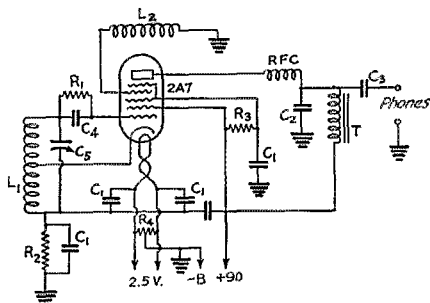 L2
R1
2A7
RFC
C3
C4
R3
C2
T
Phones
C5
L1
C1
C1
C1
R4
R2
C1
2.5 V.
-B
+90